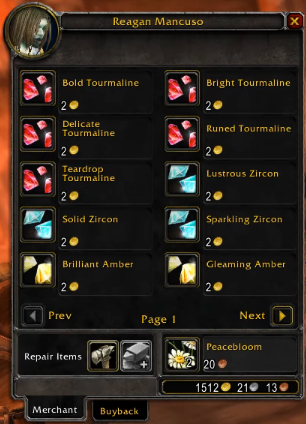 Reagan Mancuso
Bold Tourmaline
2
Bright Tourmaline
2
Delicate
Tourmaline
2
Runed Tourmaline
2
Teardrop
Tourmaline
2
Lustrous Zircon
2
Solid Zircon
2
Sparkling Zircon
2
Brilliant Amber
2
Gleaming Amber
2
Prev
Page 1
Next
Repair Items
Peacebloom
2
20
1512 21 13
Merchant
Buyback